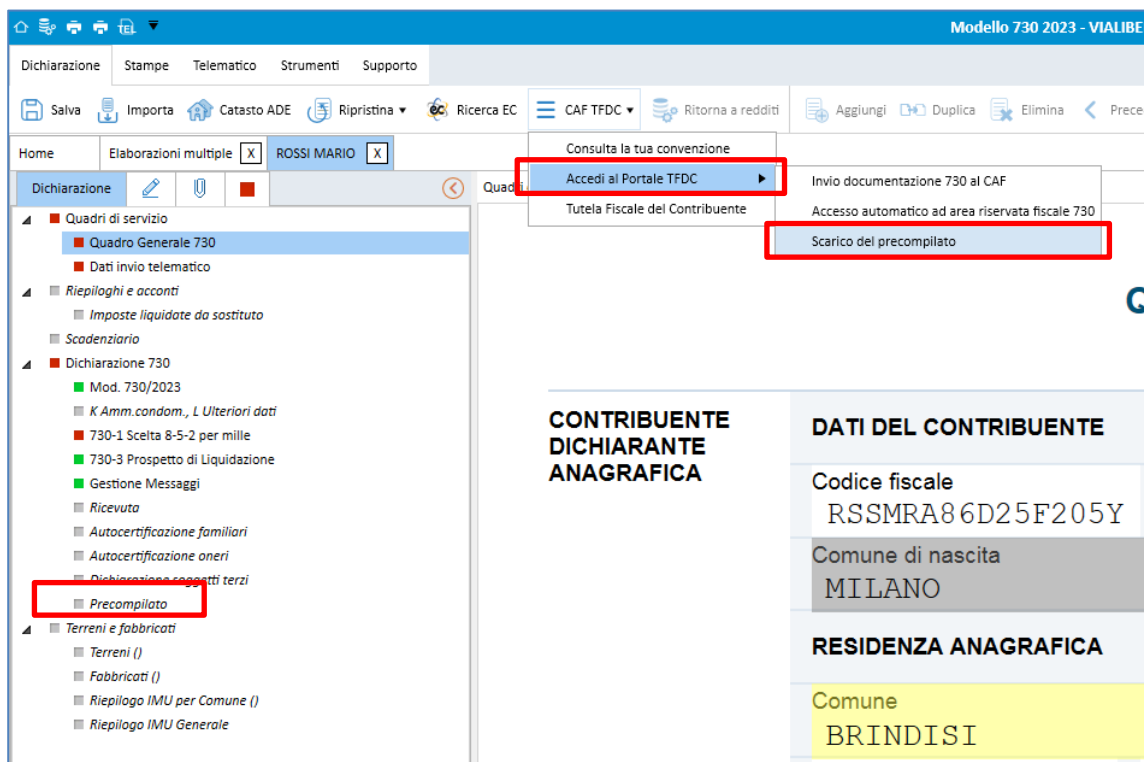 TEL
Modello 730 2023 - VIALIBE
Dichiarazione Stampe Telematico Strumenti Supporto
Salva Importa Catasto ADE Ripristina Ricerca EC CAF TFDC Ritorna a redditi Aggiungi Duplica Elimina Prece
Home Elaborazioni multiple X ROSSI MARIO X
Consulta la tua convenzione
Accedi al Portale TFDC
Tutela Fiscale del Contribuente
Invio documentazione 730 al CAF
Accesso automatico ad area riservata fiscale 730
Scarico del precompilato
Dichiarazione
Quadri
Quadri di servizio
Quadro Generale 730
Dati invio telematico
Riepiloghi e acconti
Imposte liquidate da sostituto
Scadenziario
Dichiarazione 730
Mod. 730/2023
K Amm.condom., L Ulteriori dati
730-1 Scelta 8-5-2 per mille
730-3 Prospetto di Liquidazione
Gestione Messaggi
Ricevuta
Autocertificazione familiari
Autocertificazione oneri
Dichiarazione soggetti terzi
Precompilato
Terreni e fabbricati
Terreni ()
Fabbricati ()
Riepilogo IMU per Comune ()
Riepilogo IMU Generale
Q
CONTRIBUENTE
DICHIARANTE
ANAGRAFICA
DATI DEL CONTRIBUENTE
Codice fiscale
RSSMRA86D25F205Y
Comune di nascita
MILANO
RESIDENZA ANAGRAFICA
Comune
BRINDISI